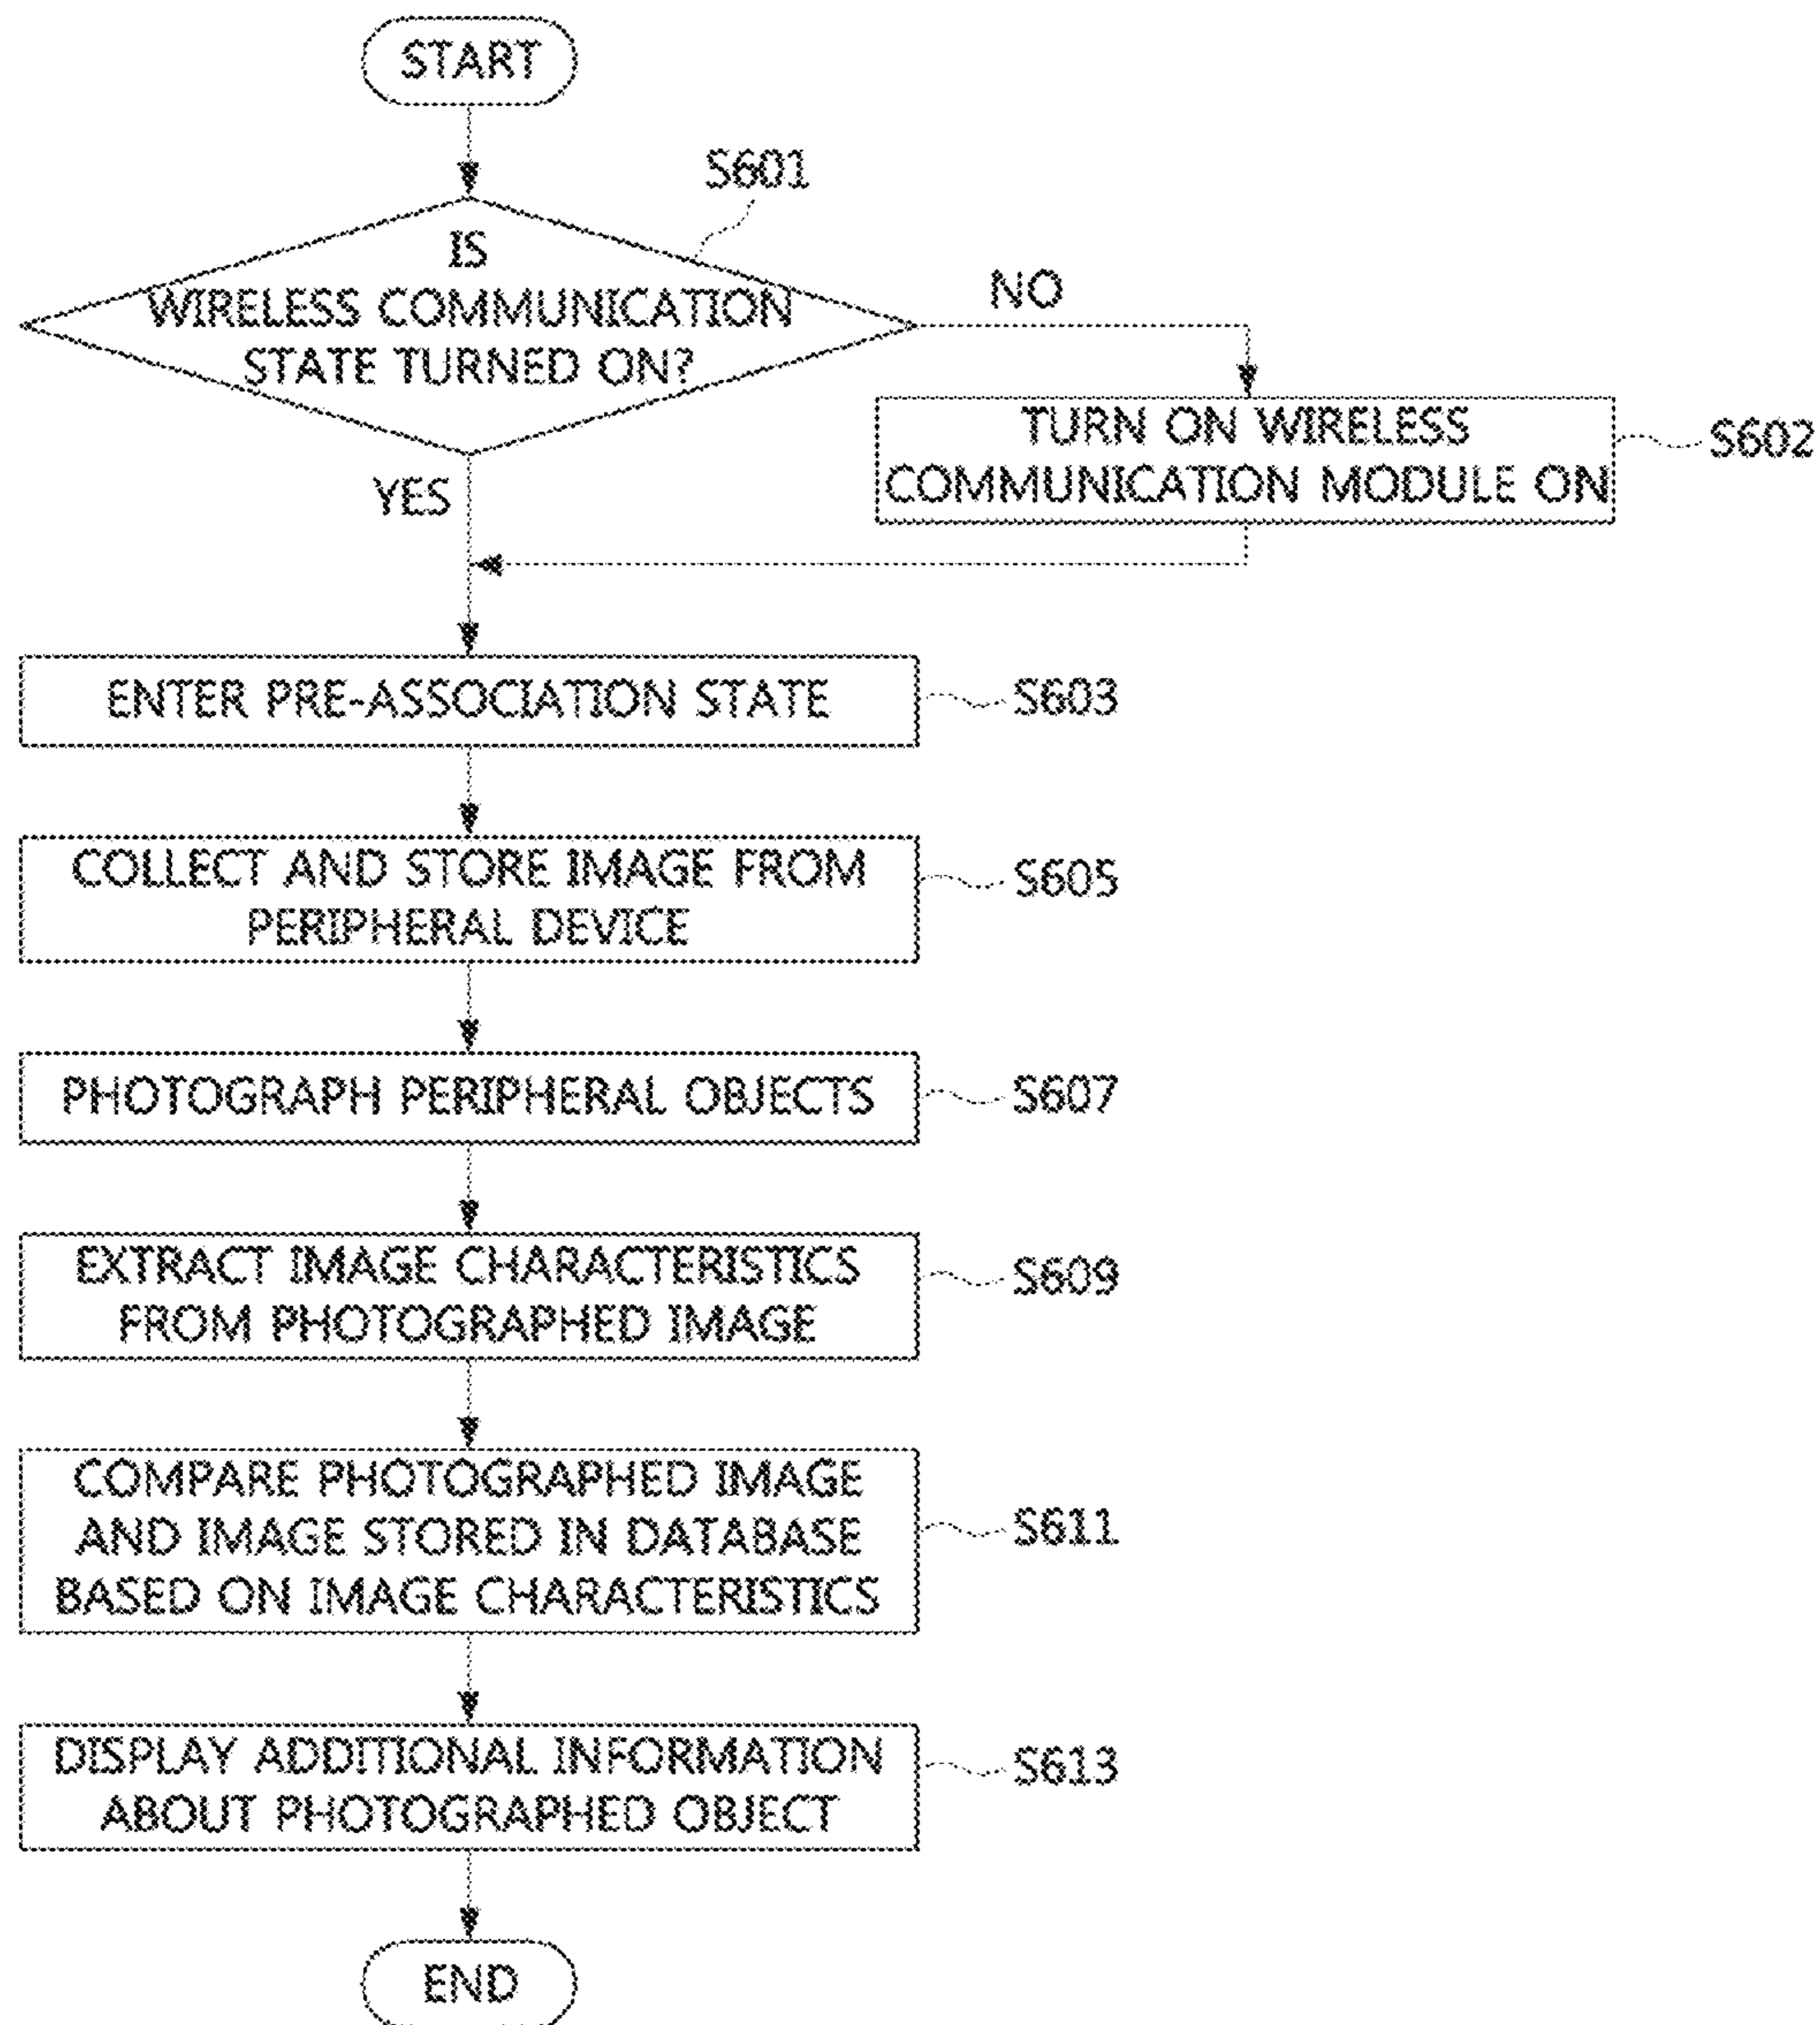 START
S601
IS
WIRELESS COMMUNICATION
STATE TURNED ON?
NO
TURN ON WIRELESS
COMMUNICATION MODULE ON
S602
YES
ENTER PRE-ASSOCIATION STATE
S603
COLLECT AND STORE IMAGE FROM
PERIPHERAL DEVICE
S605
PHOTOGRAPH PERIPHERAL OBJECTS
S607
EXTRACT IMAGE CHARACTERISTICS
FROM PHOTOGRAPHED IMAGE
S609
COMPARE PHOTOGRAPHED IMAGE
AND IMAGE STORED IN DATABASE
BASED ON IMAGE CHARACTERISTICS
S611
DISPLAY ADDITIONAL INFORMATION
ABOUT PHOTOGRAPHED OBJECT
S613
END